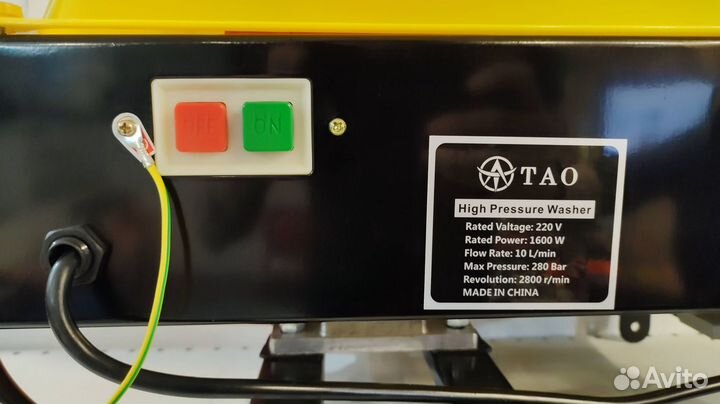 OFF ON
TAO
High Pressure Washer
Rated Valtage: 220 V
Rated Power: 1600 W
Flow Rate: 10 L/min
Max Pressure: 280 Bar
Revolution: 2800 r/min
MADE IN CHINA
Avito